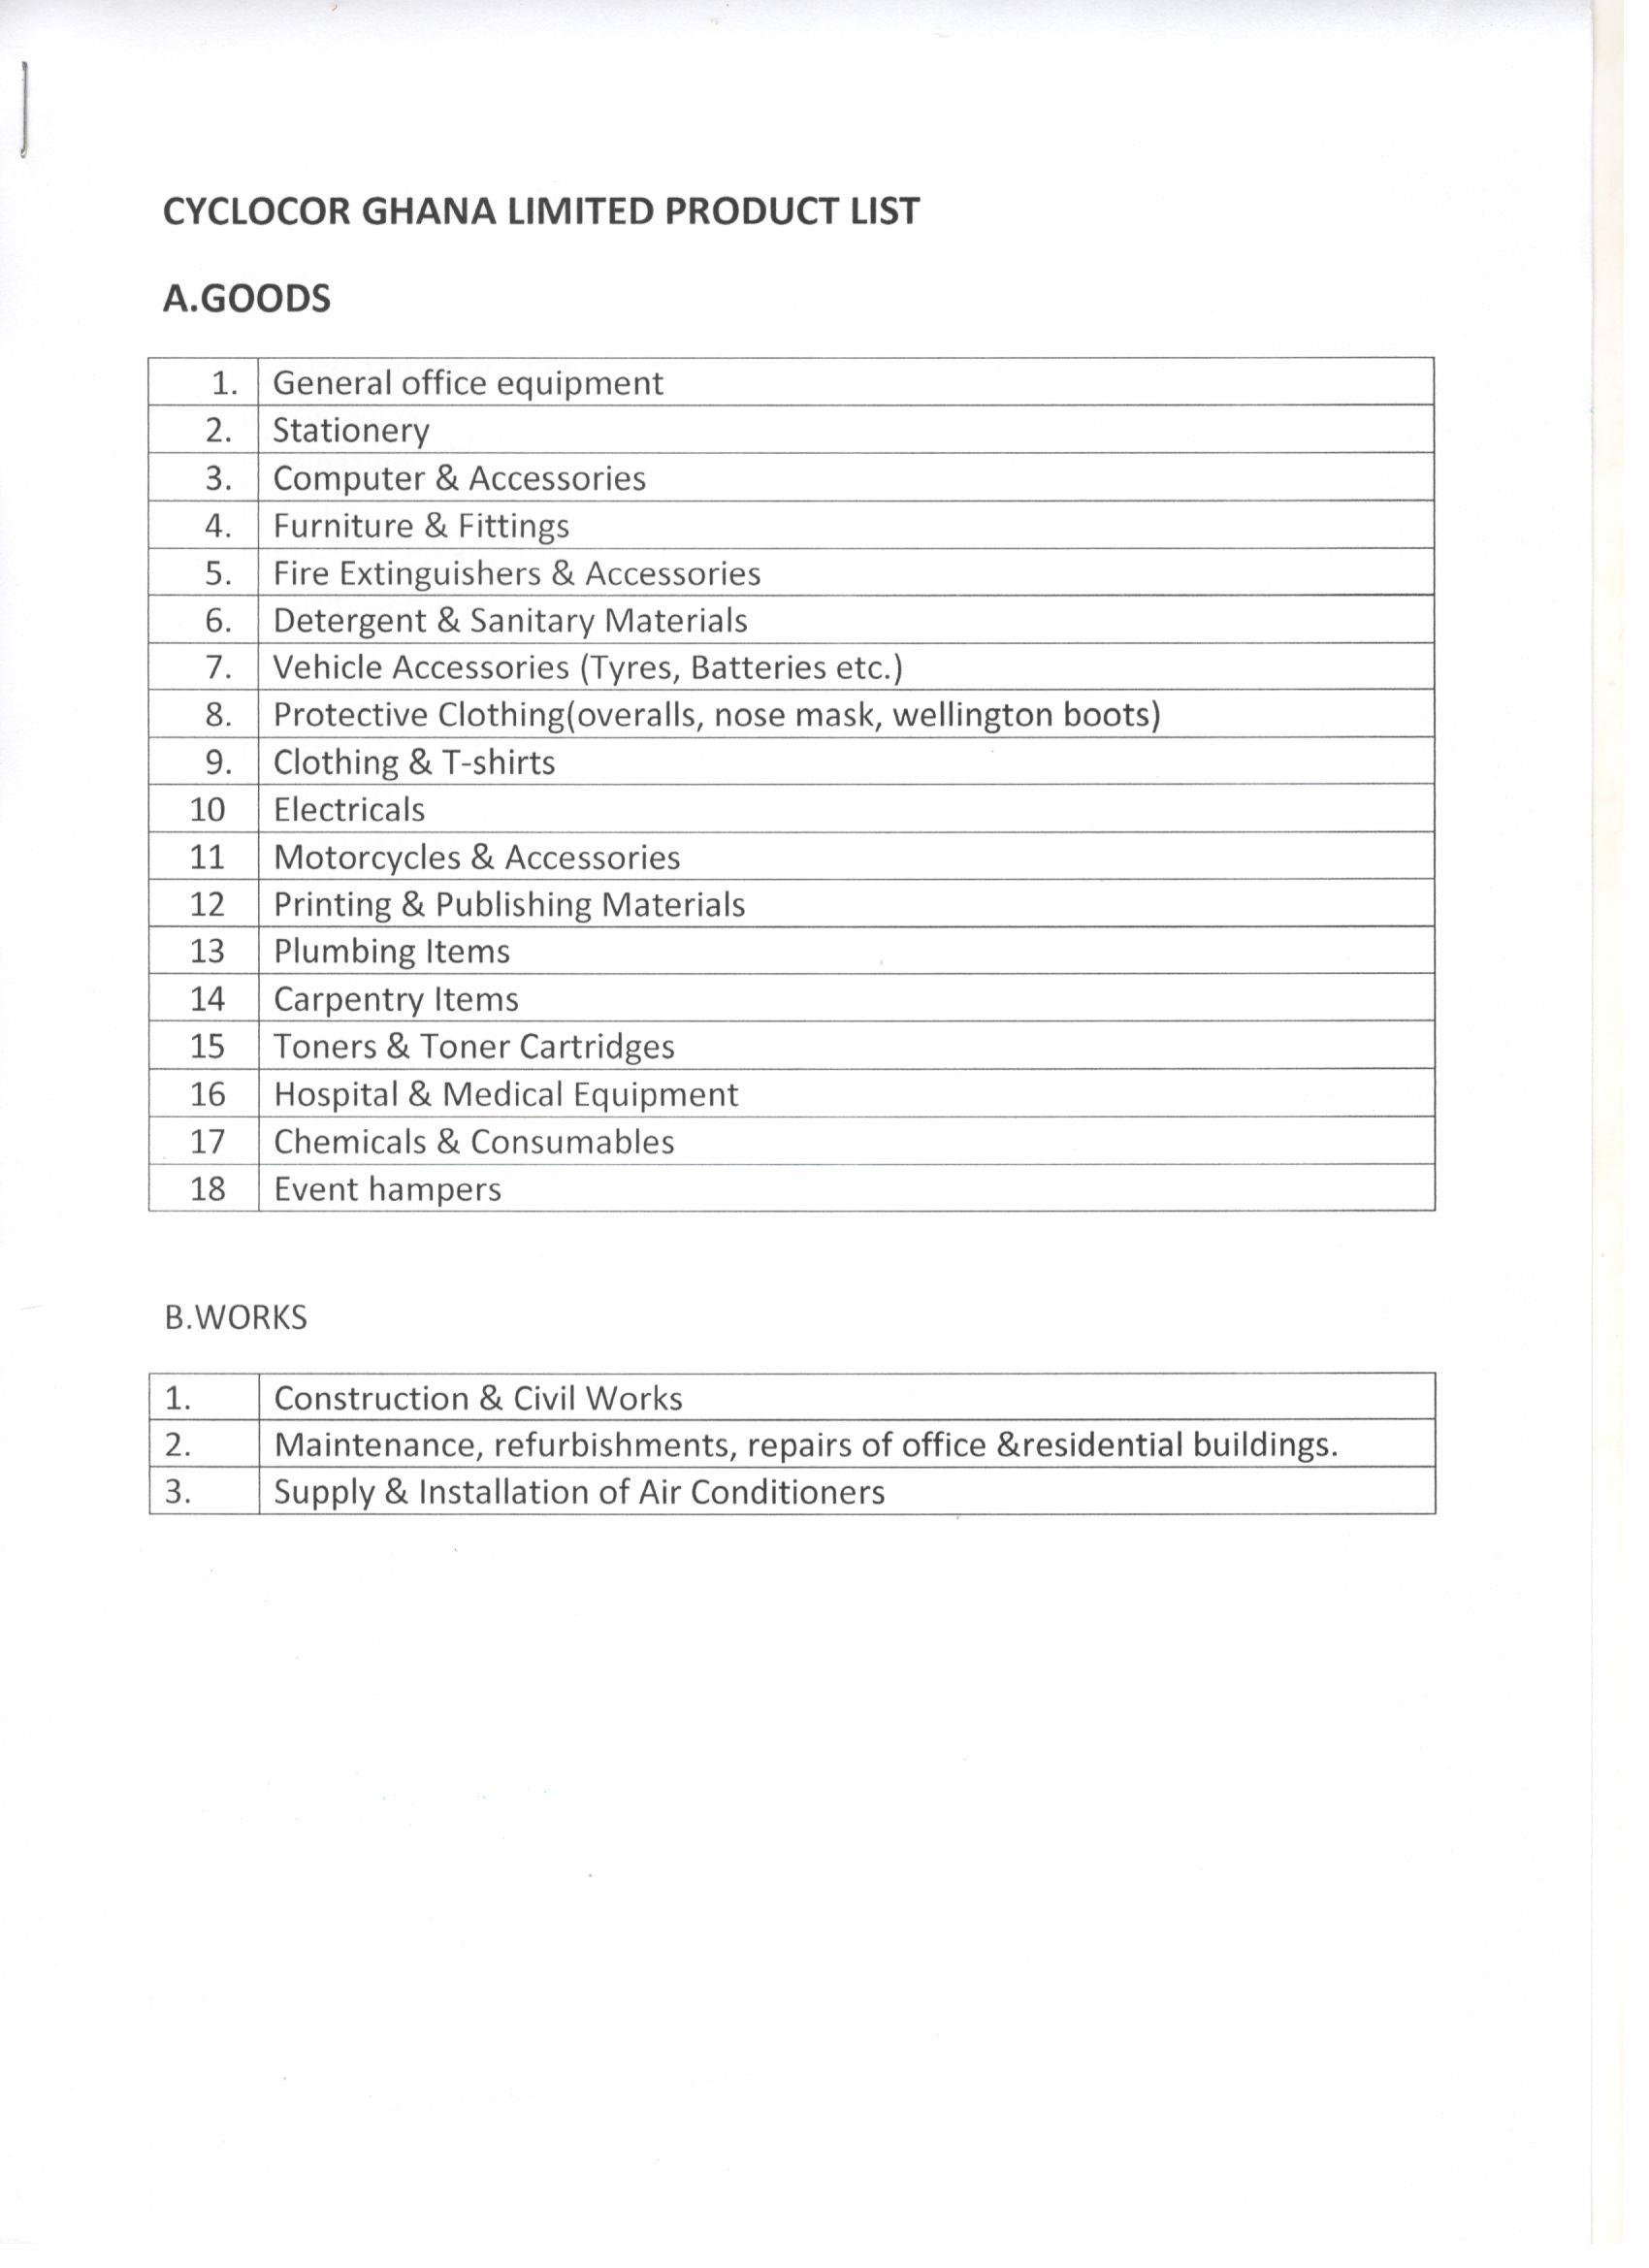 CYCLOCOR GHANA LIMITED PRODUCT LIST
A.GOODS
1. General office equipment
2. Stationery
3. Computer & Accessories
4. Furniture & Fittings
5. Fire Extinguishers & Accessories
6. Detergent & Sanitary Materials
7. Vehicle Accessories (Tyres, Batteries etc.)
8. Protective Clothing(overalls, nose mask, wellington boots)
9. Clothing & T-shirts
10 Electricals
11 Motorcycles & Accessories
12 Printing & Publishing Materials
13 Plumbing Items
14 Carpentry Items
15 Toners & Toner Cartridges
16 Hospital & Medical Equipment
17 Chemicals & Consumables
18 Event hampers
B.WORKS
1. Construction & Civil Works
2. Maintenance, refurbishments, repairs of office &residential buildings.
3. Supply & Installation of Air Conditioners